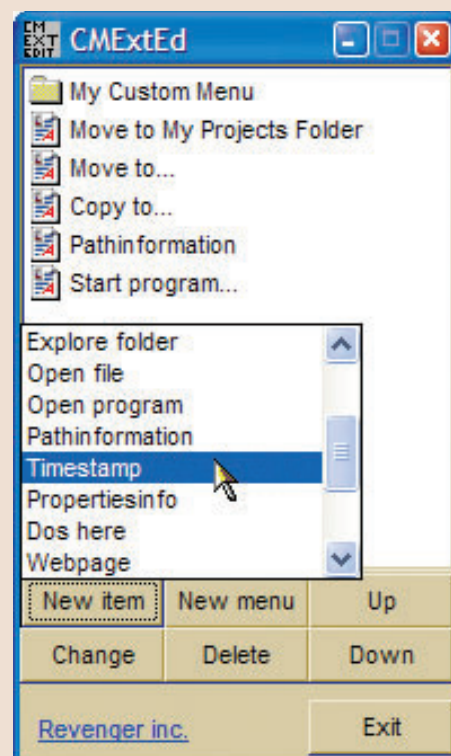 CM
EXT
EDIT
CMExtEd
My Custom Menu
Move to My Projects Folder
Move to...
Copy to...
Pathinformation
Start program...
Explore folder
Open file
Open program
Pathinformation
Timestamp
Propertiesinfo
Dos here
Webpage
New item New menu Up
Change Delete Down
Revenger inc. Exit